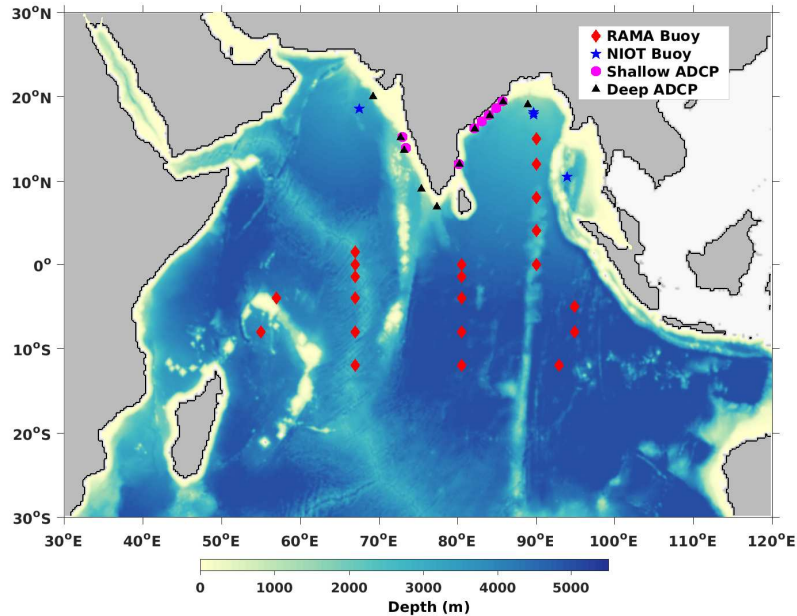 30°N
20°N
10°N
0°
10°S
20°S
30°S
RAMA Buoy
NIOT Buoy
Shallow ADCP
Deep ADCP
30°E 40°E 50°E 60°E 70°E 80°E 90°E 100°E 110°E 120°E
0 1000 2000 3000 4000 5000
Depth (m)